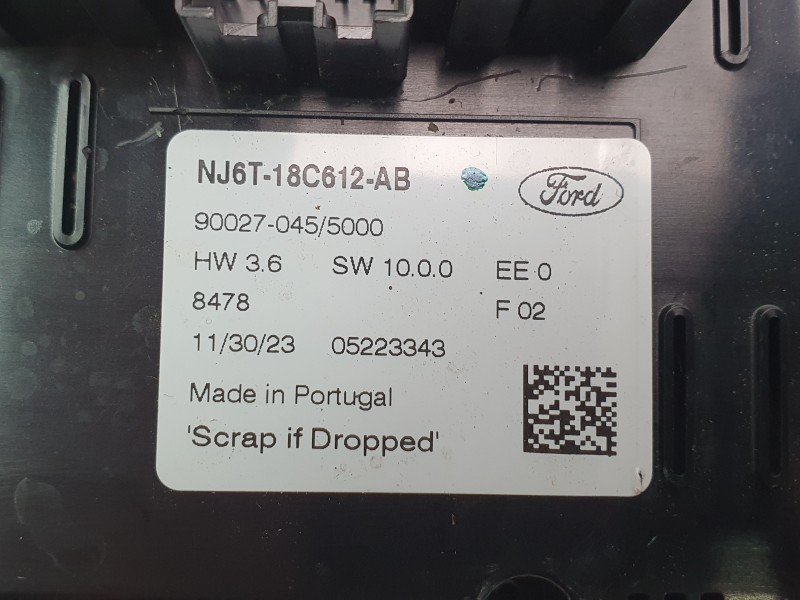 NJ6T-18C612-AB
Ford
90027-045/5000
HW 3.6 SW 10.0.0 EE 0
8478 F 02
11/30/23 05223343
Made in Portugal
'Scrap if Dropped'